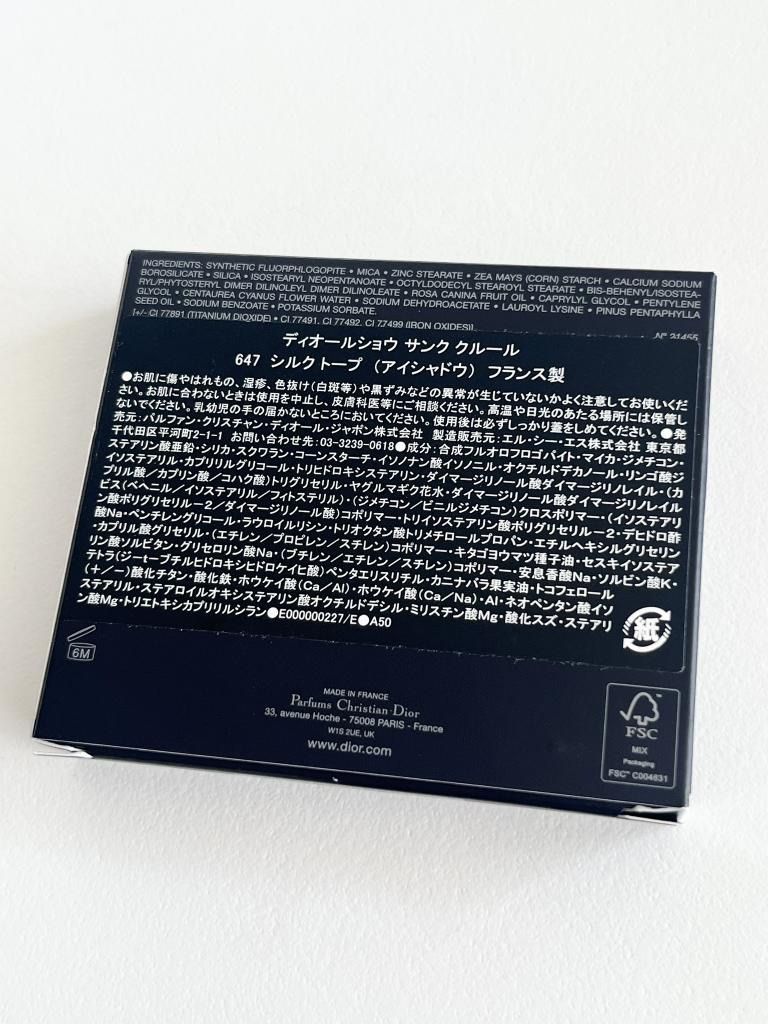 INGREDIENTS: SYNTHETIC FLUORPHLOGOPITE • MICA • ZINC STEARATE • ZEA MAYS (CORN) STARCH • CALCIUM SODIUM
BOROSILICATE • SILICA • ISOSTEARYL NEOPENTANOATE • OCTYLDODECYL STEAROYL STEARATE • BIS-BEHENYL/ISOSTEA-
RYL/PHYTOSTERYL DIMER DILINOLEYL DIMER DILINOLEATE • ROSA CANINA FRUIT OIL • CAPRYLYL GLYCOL • PENTYLENE
GLYCOL • CENTAUREA CYANUS FLOWER WATER • SODIUM DEHYDROACETATE • LAUROYL LYSINE • PINUS PENTAPHYLLA
SEED OIL • SODIUM BENZOATE • POTASSIUM SORBATE.
[+/- CI 77891 (TITANIUM DIOXIDE) • CI 77491, CI 77492, CI 77499 (IRON OXIDES)].
N° 21455
ディオールショウ サンク クルール
647 シルクトープ (アイシャドウ) フランス製
●お肌に傷やはれもの、湿疹、色抜け(白斑等)や黒ずみなどの異常が生じていないかよく注意してお使いくだ
さい。お肌に合わないときは使用を中止し、皮膚科医等にご相談ください。高温や日光のあたる場所には保管し
ないでください。乳幼児の手の届かないところにおいてください。使用後は必ずしっかり蓋をしめてください。●発
売元:パルファン・クリスチャン・ディオール・ジャポン株式会社 製造販売元:エル・シー・エス株式会社 東京都
千代田区平河町2-1-1 お問い合わせ先:03-3239-0618●成分:合成フルオロフロゴパイト・マイカ・ジメチコン・
ステアリン酸亜鉛・シリカ・スクワラン・コーンスターチ・イソノナン酸イソノニル・オクチルドデカノール・リンゴ酸ジ
イソステアリル・カプリリルグリコール・トリヒドロキシステアリン・ダイマージリノール酸ダイマージリノレイル・(カ
プリル酸/カプリン酸/コハク酸)トリグリセリル・ヤグルマギク花水・ダイマージリノール酸ダイマージリノレイル
ビス(ベヘニル/イソステアリル/フィトステリル)・(ジメチコン/ビニルジメチコン)クロスポリマー・(イソステアリ
ン酸ポリグリセリル-2/ダイマージリノール酸)コポリマー・トリイソステアリン酸ポリグリセリル-2・デヒドロ酢
酸Na・ペンチレングリコール・ラウロイルリシン・トリオクタン酸トリメチロールプロパン・エチルヘキシルグリセリン
・カプリル酸グリセリル・(エチレン/プロピレン/スチレン)コポリマー・キタゴヨウマツ種子油・セスキイソステア
リン酸ソルビタン・グリセロリン酸Na・(ブチレン/エチレン/スチレン)コポリマー・安息香酸Na・ソルビン酸K・
テトラ(ジ-t-ブチルヒドロキシヒドロケイヒ酸)ペンタエリスリチル・カニナバラ果実油・トコフェロール
(+/-)酸化チタン・酸化鉄・ホウケイ酸(Ca/Al)・ホウケイ酸(Ca/Na)・Al・ネオペンタン酸イソ
ステアリル・ステアロイルオキシステアリン酸オクチルドデシル・ミリスチン酸Mg・酸化スズ・ステアリ
ン酸Mg・トリエトキシカプリリルシラン●E000000227/E●A50
紙
6M
MADE IN FRANCE
Parfums Christian Dior
33, avenue Hoche - 75008 PARIS - France
W1S 2UE, UK
www.dior.com
FSC
MIX
Packaging
FSC™ C004631